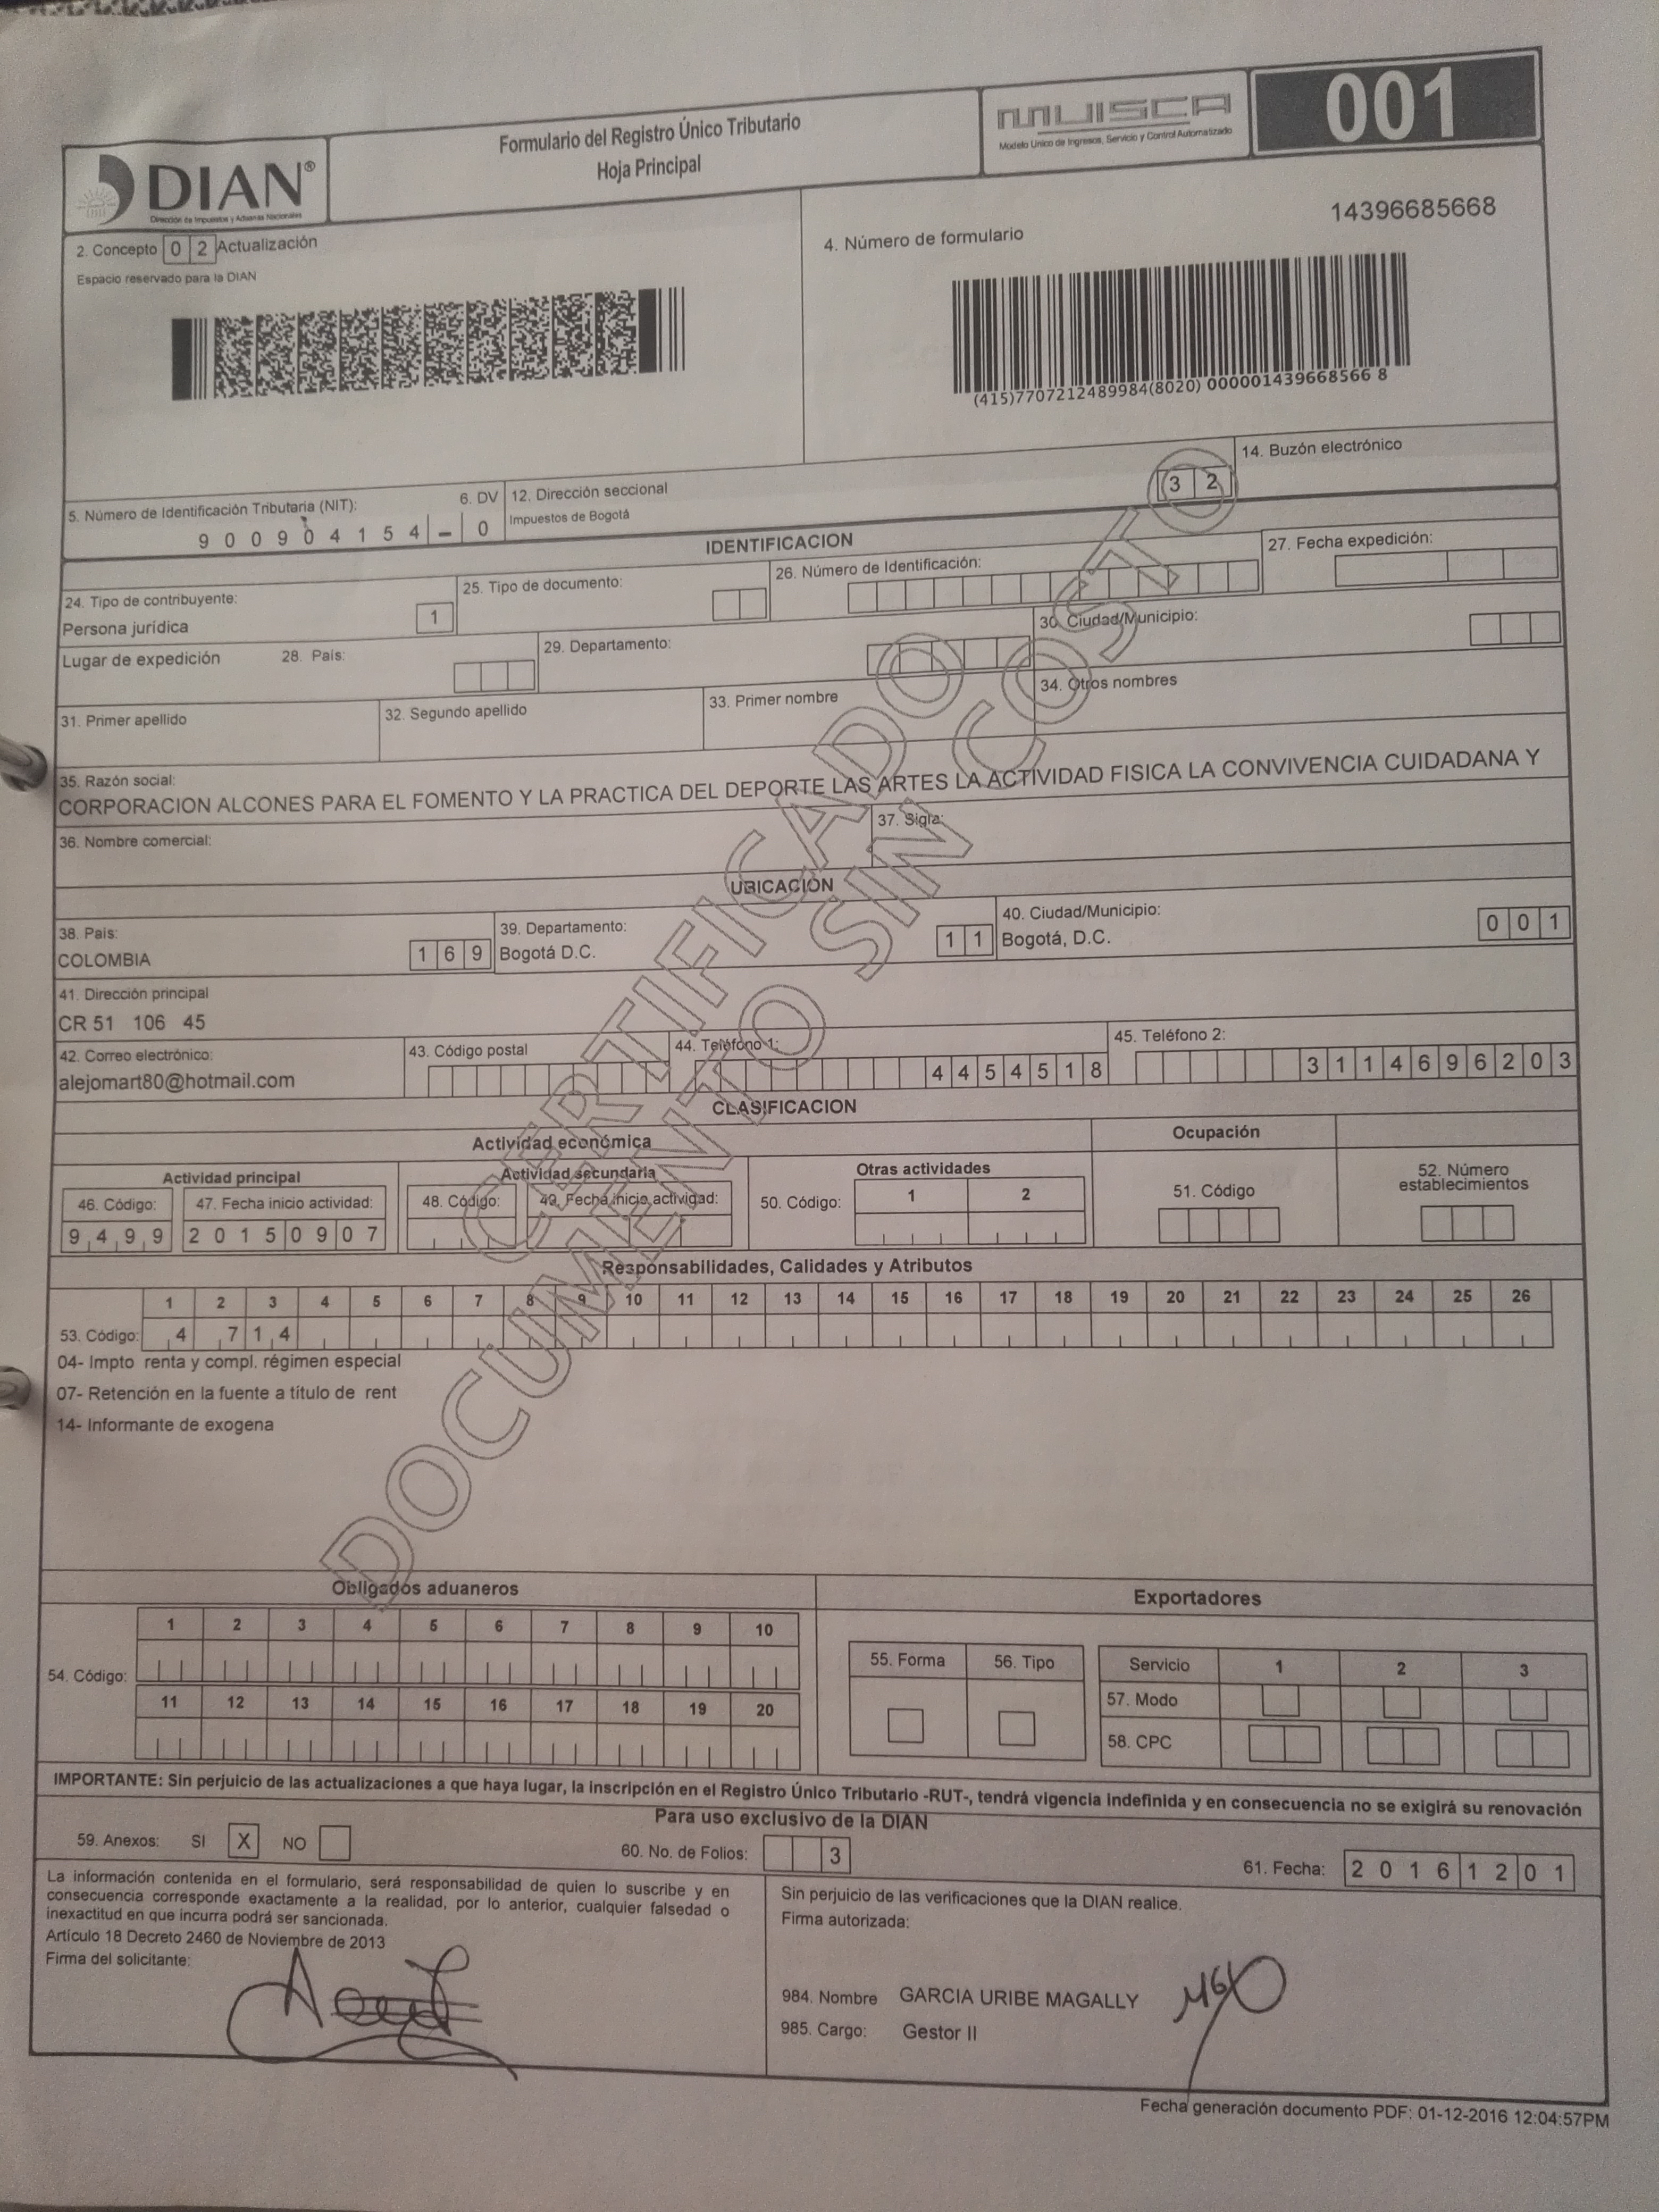 DIAN®
Dirección de Impuestos y Aduanas Nacionales
Formulario del Registro Único Tributario
Hoja Principal
MUISCA
Modelo Unico de Ingresos, Servicio y Control Automatizado
001
2. Concepto 0 2 Actualización
Espacio reservado para la DIAN
4. Número de formulario
14396685668
(415)7707212489984(8020) 000001439668566 8
5. Número de Identificación Tributaria (NIT):
9 0 0 9 0 4 1 5 4 -
6. DV
0
12. Dirección seccional
Impuestos de Bogotá
3 2
14. Buzón electrónico
IDENTIFICACION
24. Tipo de contribuyente:
Persona jurídica 1
25. Tipo de documento:
26. Número de Identificación:
27. Fecha expedición:
Lugar de expedición 28. País:
29. Departamento:
30. Ciudad/Municipio:
31. Primer apellido
32. Segundo apellido
33. Primer nombre
34. Otros nombres
35. Razón social:
CORPORACION ALCONES PARA EL FOMENTO Y LA PRACTICA DEL DEPORTE LAS ARTES LA ACTIVIDAD FISICA LA CONVIVENCIA CUIDADANA Y
36. Nombre comercial:
37. Sigla:
UBICACION
38. País:
COLOMBIA 1 6 9
39. Departamento:
Bogotá D.C. 1 1
40. Ciudad/Municipio:
Bogotá, D.C. 0 0 1
41. Dirección principal
CR 51 106 45
42. Correo electrónico:
alejomart80@hotmail.com
43. Código postal
44. Teléfono 1:
4 4 5 4 5 1 8
45. Teléfono 2:
3 1 1 4 6 9 6 2 0 3
CLASIFICACION
Actividad económica
Ocupación
Actividad principal
Actividad secundaria
Otras actividades
46. Código:
9 4 9 9
47. Fecha inicio actividad:
2 0 1 5 0 9 0 7
48. Código:
49. Fecha inicio actividad:
50. Código:
1 2
51. Código
52. Número establecimientos
Responsabilidades, Calidades y Atributos
1 2 3 4 5 6 7 8 9 10 11 12 13 14 15 16 17 18 19 20 21 22 23 24 25 26
53. Código: 4 7 1 4
04- Impto renta y compl. régimen especial
07- Retención en la fuente a título de rent
14- Informante de exogena
CERTIFICADO
DOCUMENTO SIN COSTO
Obligados aduaneros
Exportadores
1 2 3 4 5 6 7 8 9 10
54. Código:
11 12 13 14 15 16 17 18 19 20
55. Forma
56. Tipo
Servicio 1 2 3
57. Modo
58. CPC
IMPORTANTE: Sin perjuicio de las actualizaciones a que haya lugar, la inscripción en el Registro Único Tributario -RUT-, tendrá vigencia indefinida y en consecuencia no se exigirá su renovación
Para uso exclusivo de la DIAN
59. Anexos: SI X NO
60. No. de Folios: 3
61. Fecha: 2 0 1 6 1 2 0 1
La información contenida en el formulario, será responsabilidad de quien lo suscribe y en
consecuencia corresponde exactamente a la realidad, por lo anterior, cualquier falsedad o
inexactitud en que incurra podrá ser sancionada.
Artículo 18 Decreto 2460 de Noviembre de 2013
Firma del solicitante:
Sin perjuicio de las verificaciones que la DIAN realice.
Firma autorizada:
984. Nombre GARCIA URIBE MAGALLY
985. Cargo: Gestor II
Fecha generación documento PDF: 01-12-2016 12:04:57PM